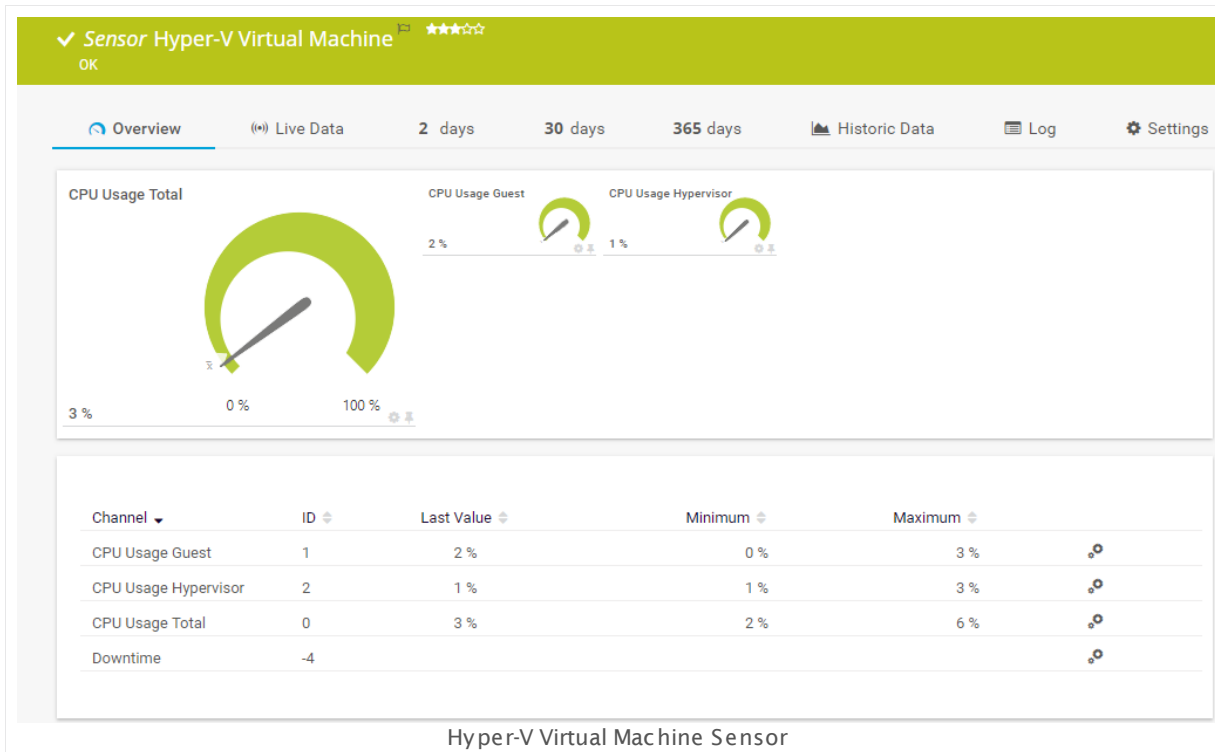 Sensor Hyper-V Virtual Machine
OK
Overview Live Data 2 days 30 days 365 days Historic Data Log Settings
CPU Usage Total CPU Usage Guest CPU Usage Hypervisor
2 % 1 %
x̄
0 % 100 %
3 %
Channel ID Last Value Minimum Maximum
CPU Usage Guest 1 2 % 0 % 3 %
CPU Usage Hypervisor 2 1 % 1 % 3 %
CPU Usage Total 0 3 % 2 % 6 %
Downtime -4
Hyper-V Virtual Machine Sensor